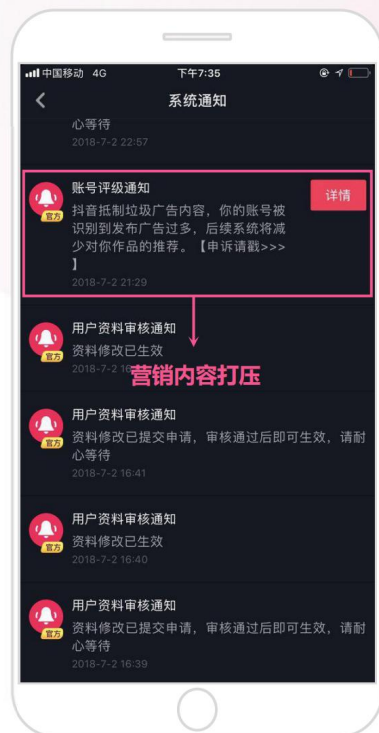 中国移动 4G 下午7:35
系统通知
心等待
2018-7-2 22:57
账号评级通知
详情
抖音抵制垃圾广告内容，你的账号被
识别到发布广告过多，后续系统将减
少对你作品的推荐。【申诉请戳>>>
】
官方
2018-7-2 21:29
用户资料审核通知
资料修改已生效
官方
营销内容打压
用户资料审核通知
资料修改已提交申请，审核通过后即可生效，请耐
心等待
官方
2018-7-2 16:41
用户资料审核通知
资料修改已生效
官方
2018-7-2 16:40
用户资料审核通知
资料修改已提交申请，审核通过后即可生效，请耐
心等待
官方
2018-7-2 16:39